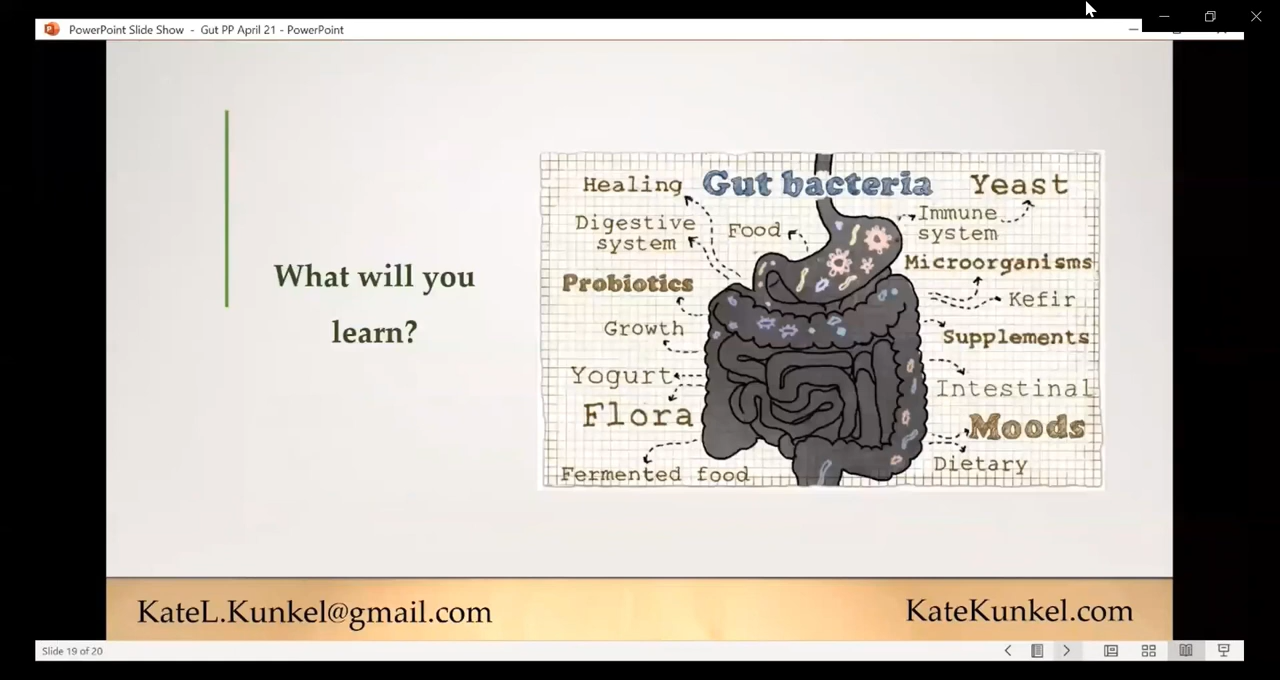 PowerPoint Slide Show - Gut PP April 21 - PowerPoint
What will you
learn?
Healing
Gut bacteria
Yeast
Digestive
system
Food
Immune
system
Probiotics
Microorganisms
Growth
Kefir
Supplements
Yogurt
Intestinal
Flora
Moods
Fermented food
Dietary
KateL.Kunkel@gmail.com
KateKunkel.com
Slide 19 of 20